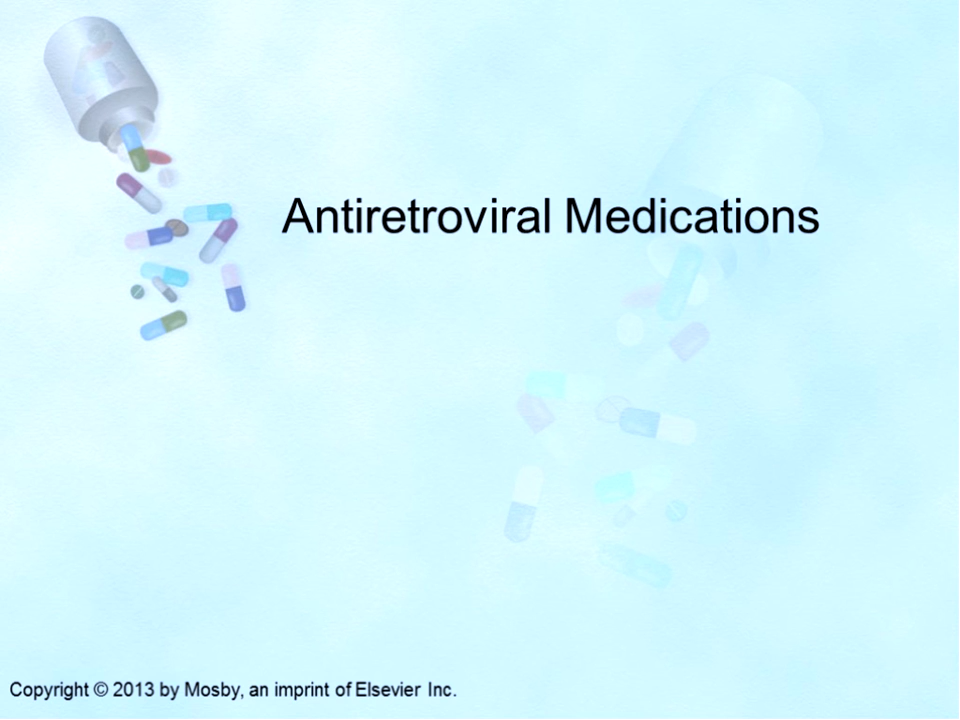 Antiretroviral Medications
Copyright © 2013 by Mosby, an imprint of Elsevier Inc.